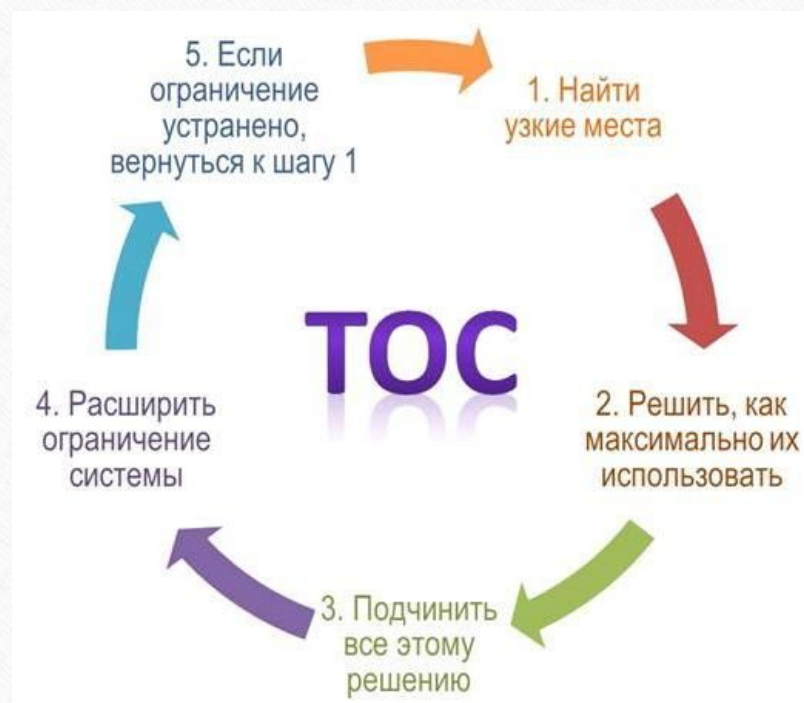 5. Если
ограничение
устранено,
вернуться к шагу 1
1. Найти
узкие места
ТОС
2. Решить, как
максимально их
использовать
4. Расширить
ограничение
системы
3. Подчинить
все этому
решению